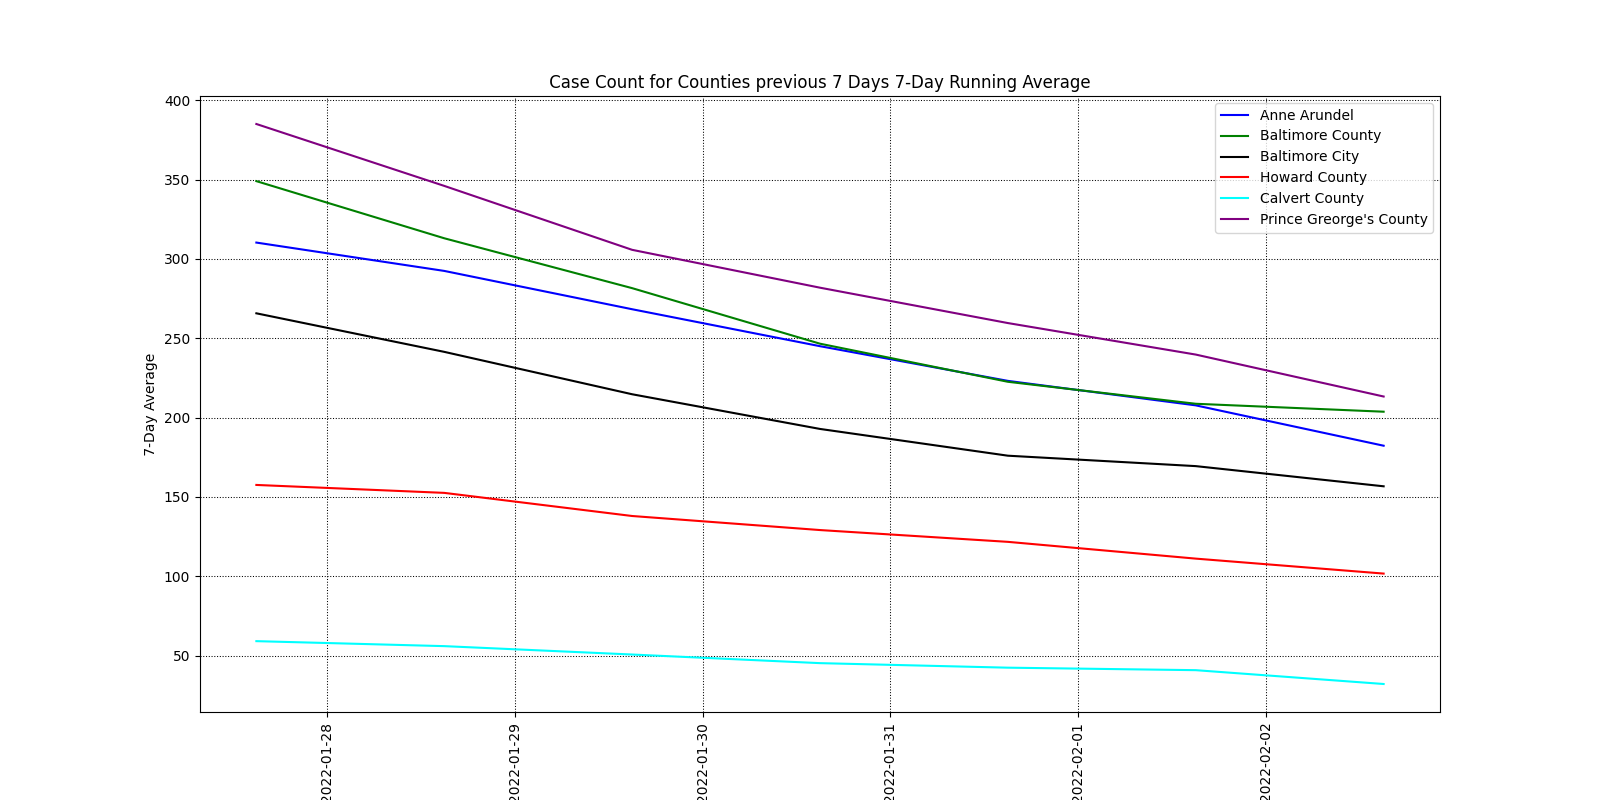 Case Count for Counties previous 7 Days 7-Day Running Average
400
350
300
250
200
150
100
50
7-Day Average
Anne Arundel
Baltimore County
Baltimore City
Howard County
Calvert County
Prince Greorge's County
2022-01-28
2022-01-29
2022-01-30
2022-01-31
2022-02-01
2022-02-02